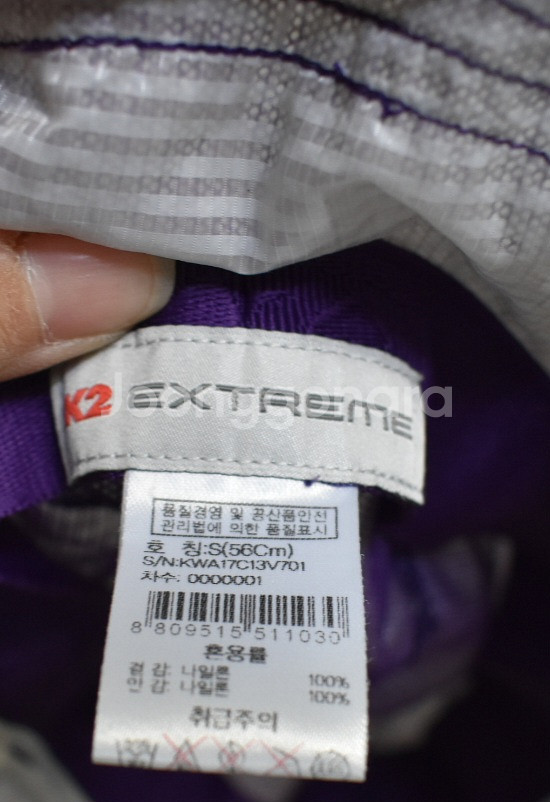 K2 EXTREME
Joonggonara
품질경영 및 공산품안전
관리법에 의한 품질표시
호 칭:S(56Cm)
S/N:KWA17C13V701
차수: 0000001
8 809515 511030
혼용률
겉 감: 나일론 100%
안 감: 나일론 100%
취급주의